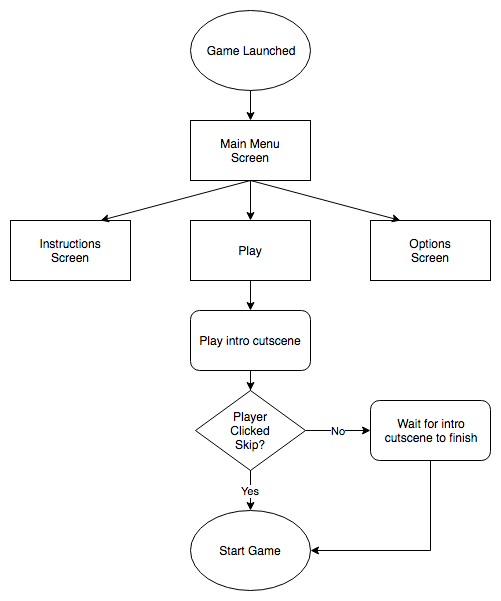 Game Launched
Main Menu
Screen
Instructions
Screen
Play
Options
Screen
Play intro cutscene
Player
Clicked
Skip?
No
Wait for intro
cutscene to finish
Yes
Start Game